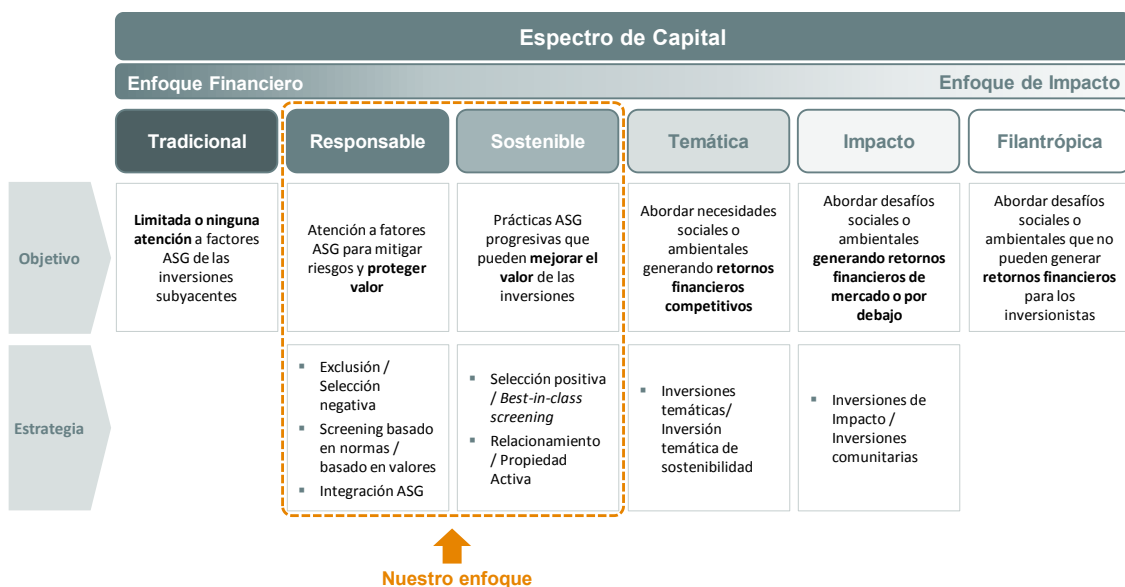 Espectro de Capital
Enfoque Financiero
Enfoque de Impacto
Tradicional
Responsable
Sostenible
Temática
Impacto
Filantrópica
Objetivo
Limitada o ninguna
atención a factores
ASG de las
inversiones
subyacentes
Atención a fatores
ASG para mitigar
riesgos y proteger
valor
Prácticas ASG
progresivas que
pueden mejorar el
valor de las
inversiones
Abordar necesidades
sociales o
ambientales
generando retornos
financieros
competitivos
Abordar desafíos
sociales o
ambientales
generando retornos
financieros de
mercado o por
debajo
Abordar desafíos
sociales o
ambientales que no
pueden generar
retornos financieros
para los
inversionistas
Estrategia
▪ Exclusión /
Selección
negativa
▪ Screening basado
en normas /
basado en valores
▪ Integración ASG
▪ Selección positiva
/ Best-in-class
screening
▪ Relacionamiento
/ Propiedad
Activa
▪ Inversiones
temáticas/
Inversión
temática de
sostenibilidad
▪ Inversiones de
Impacto /
Inversiones
comunitarias
Nuestro enfoque